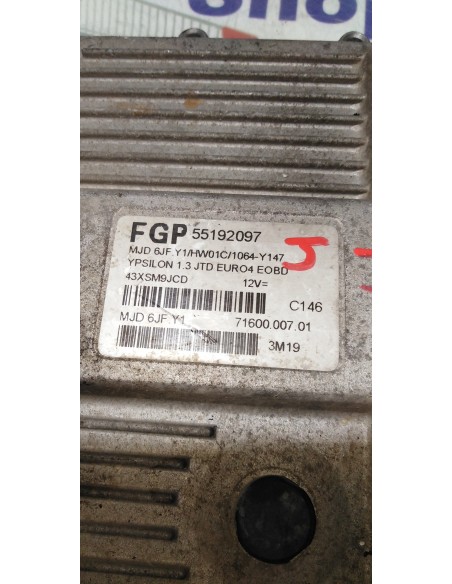 FGP 55192097
MJD 6JF Y1/HW01C/1064-Y147
YPSILON 1.3 JTD EURO4 EOBD
43XSM9JCD 12V=
C146
MJD 6JF Y1 71600.007.01
3M19
J